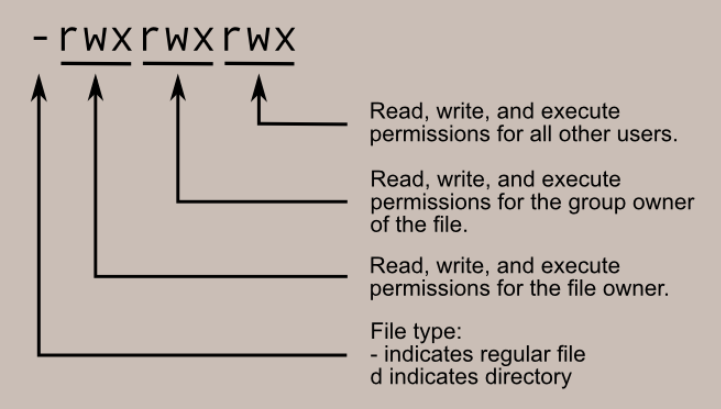 -rwxrwxrwx
Read, write, and execute
permissions for all other users.
Read, write, and execute
permissions for the group owner
of the file.
Read, write, and execute
permissions for the file owner.
File type:
- indicates regular file
d indicates directory